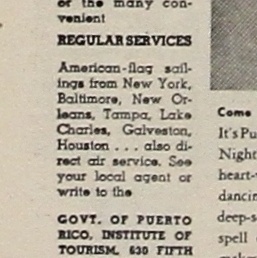 of the many con-
venient
REGULAR SERVICES
American-flag sail-
ings from New York,
Baltimore, New Or-
leans, Tampa, Lake
Charles, Galveston,
Houston . . . also di-
rect air service. See
your local agent or
write to the
GOVT. OF PUERTO
RICO, INSTITUTE OF
TOURISM, 630 FIFTH
Come
It's Pu
Night
heart-
dancin
deep-s
spell